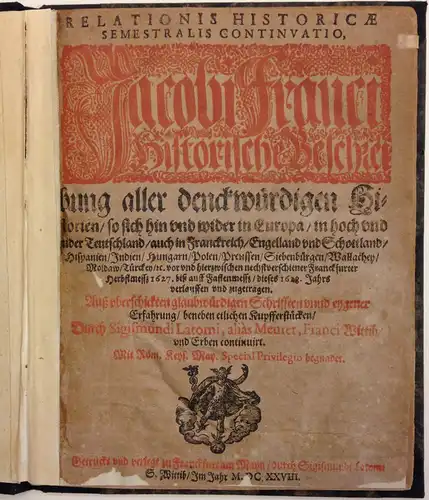 RELATIONIS HISTORICÆ
SEMESTRALIS CONTINVATIO,
Jacobi Franci
Historische Beschrei
bung aller denckwürdigen Hi-
storien/ so sich hin vnd wider in Europa/ in hoch vnd
nider Teutschland/ auch in Franckreich/ Engelland vnd Schottland/
Hispanien/ Indien/ Hungarn/ Polen/ Preussen/ Siebenbürgen/ Wallachey/
Moldaw/ Türckey/ ꝛc. vor vnd hierzwischen nechstverschiener Franckfurter
Herbstmeß 1627. biß auff Fastenmeß/ dieses 1628. Jahrs
verlauffen vnd zugetragen.
Auß vberschickten glaubwürdigen Schrifften vnnd eygener
Erfahrung/ beneben etlichen Kupfferstücken/
Durch Sigismundi Latomi, alias Meurer, Franci Wittib/
vnd Erben continuirt.
Mit Röm. Keys. May. Special Privilegio begnadet.
Getruckt vnd verlegt zu Franckfurt am Mayn/ durch Sigismundi Latomi
S. Wittib/ Im Jahr M. DC. XXVIII.